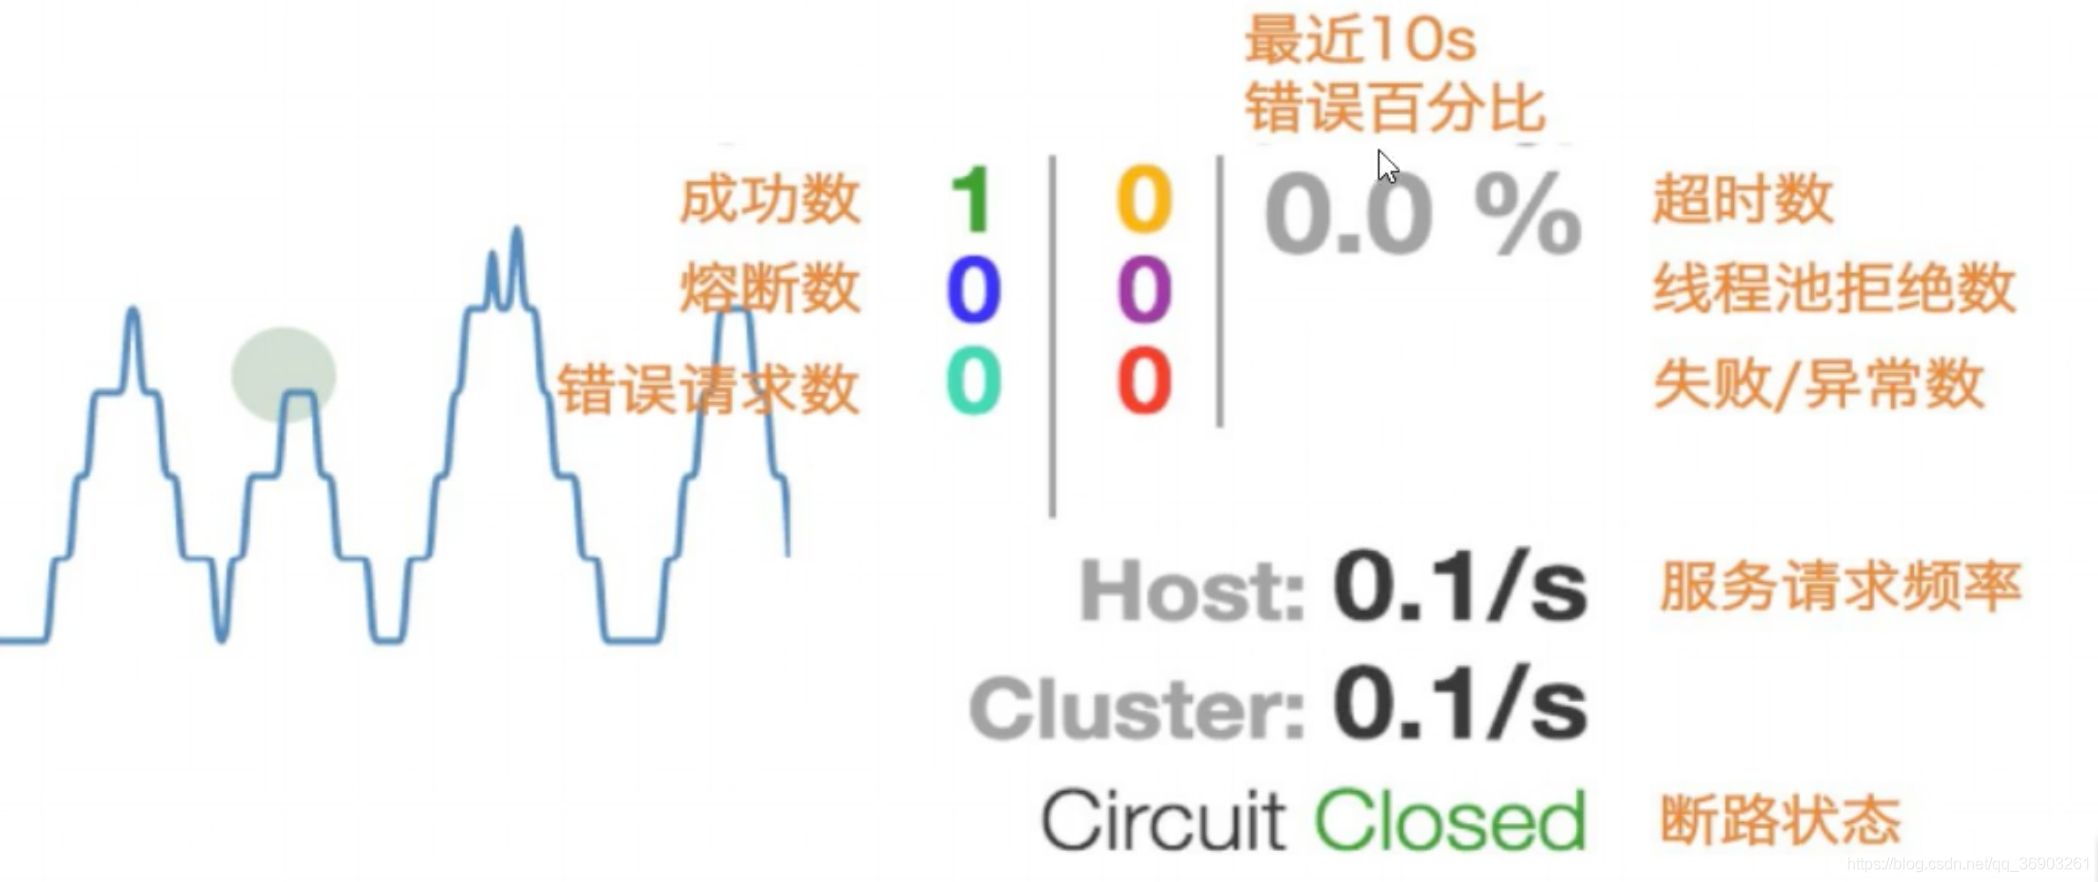 最近10s
错误百分比
成功数 1 0 0.0 % 超时数
熔断数 0 0 线程池拒绝数
错误请求数 0 0 失败/异常数
Host: 0.1/s 服务请求频率
Cluster: 0.1/s
Circuit Closed 断路状态
https://blog.csdn.net/qq_36903261